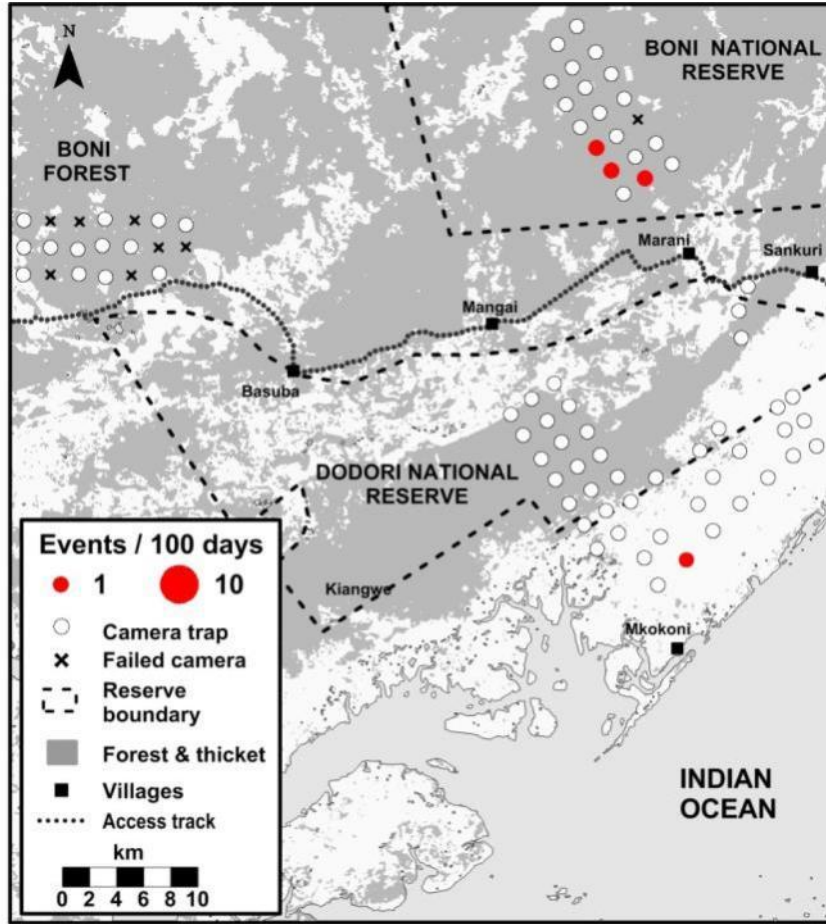 N
BONI NATIONAL
RESERVE
BONI
FOREST
Marani
Sankuri
Mangai
Basuba
DODORI NATIONAL
RESERVE
Kiangwe
Mkokoni
INDIAN
OCEAN
Events / 100 days
1 10
Camera trap
Failed camera
Reserve
boundary
Forest & thicket
Villages
Access track
km
0 2 4 6 8 10